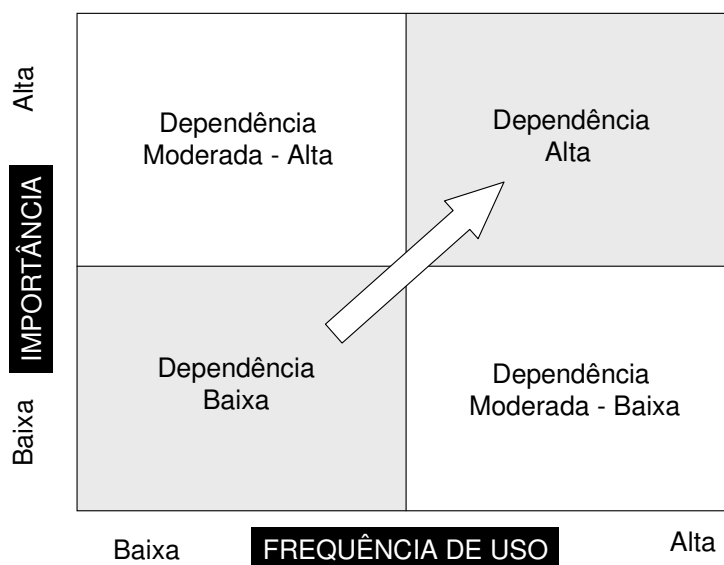 Alta
IMPORTÂNCIA
Baixa
Dependência
Moderada - Alta
Dependência
Alta
Dependência
Baixa
Dependência
Moderada - Baixa
Baixa
FREQUÊNCIA DE USO
Alta